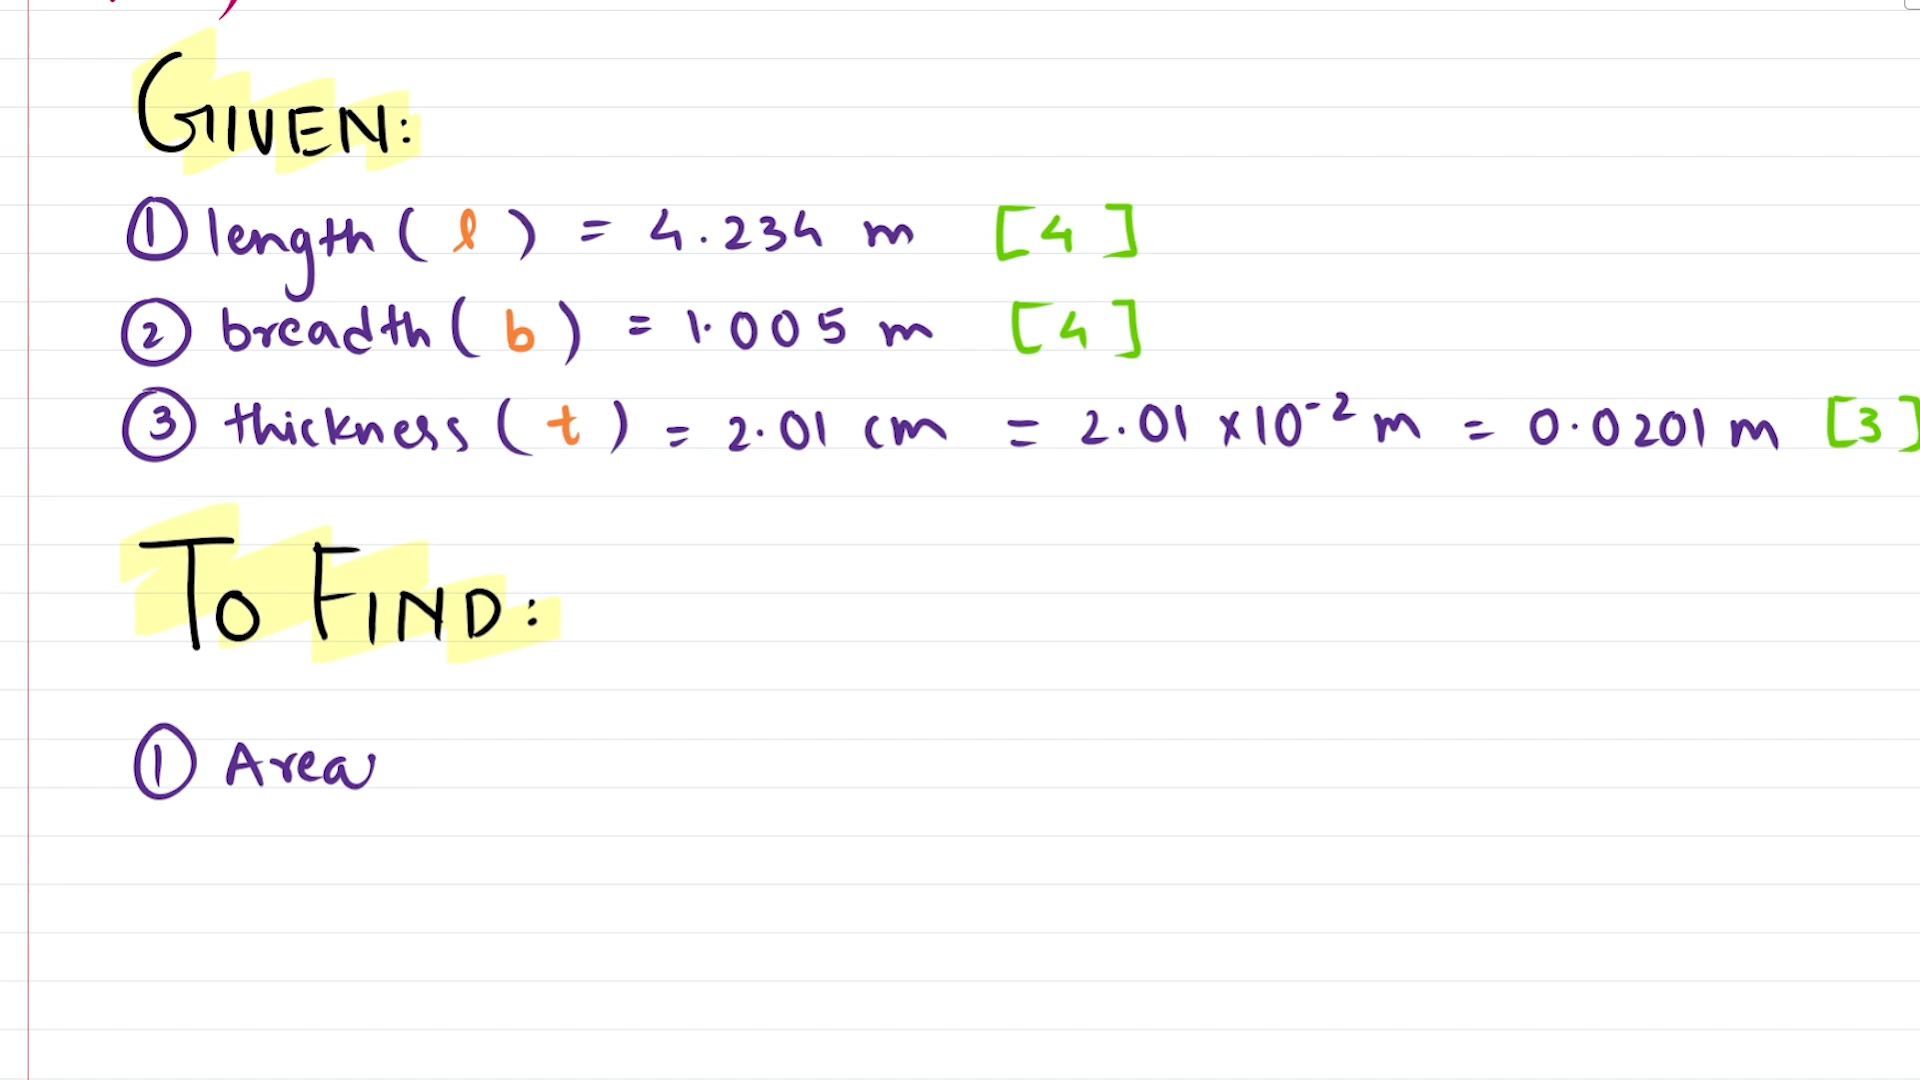 GIVEN:
① length ( l ) = 4.234 m [4]
② breadth ( b ) = 1.005 m [4]
③ thickness ( t ) = 2.01 cm = 2.01 × 10⁻² m = 0.0201 m [3]
TO FIND:
① Area